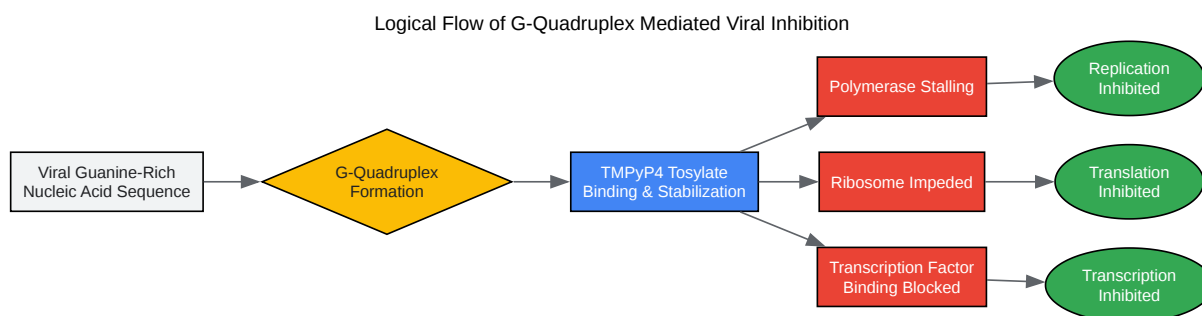 Logical Flow of G-Quadruplex Mediated Viral Inhibition
Viral Guanine-Rich
Nucleic Acid Sequence
G-Quadruplex
Formation
TMPyP4 Tosylate
Binding & Stabilization
Polymerase Stalling
Replication
Inhibited
Ribosome Impeded
Translation
Inhibited
Transcription Factor
Binding Blocked
Transcription
Inhibited